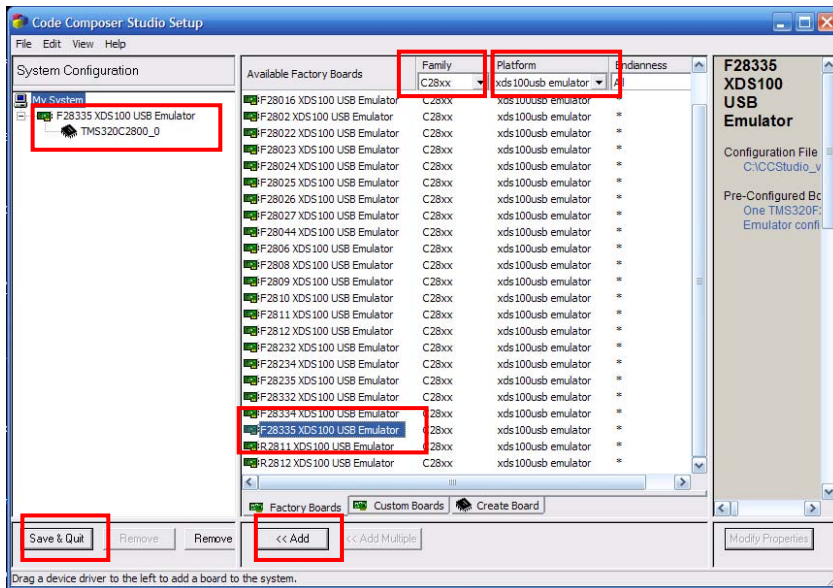 Code Composer Studio Setup
File Edit View Help
System Configuration
My System
F28335 XDS100 USB Emulator
TMS320C2800_0
Available Factory Boards Family Platform Endianness
C28xx xds100usb emulator All
F28016 XDS100 USB Emulator C28xx xds100usb emulator *
F2802 XDS100 USB Emulator C28xx xds100usb emulator *
F28022 XDS100 USB Emulator C28xx xds100usb emulator *
F28023 XDS100 USB Emulator C28xx xds100usb emulator *
F28024 XDS100 USB Emulator C28xx xds100usb emulator *
F28025 XDS100 USB Emulator C28xx xds100usb emulator *
F28026 XDS100 USB Emulator C28xx xds100usb emulator *
F28027 XDS100 USB Emulator C28xx xds100usb emulator *
F28044 XDS100 USB Emulator C28xx xds100usb emulator *
F2806 XDS100 USB Emulator C28xx xds100usb emulator *
F2808 XDS100 USB Emulator C28xx xds100usb emulator *
F2809 XDS100 USB Emulator C28xx xds100usb emulator *
F2810 XDS100 USB Emulator C28xx xds100usb emulator *
F2811 XDS100 USB Emulator C28xx xds100usb emulator *
F2812 XDS100 USB Emulator C28xx xds100usb emulator *
F28232 XDS100 USB Emulator C28xx xds100usb emulator *
F28234 XDS100 USB Emulator C28xx xds100usb emulator *
F28235 XDS100 USB Emulator C28xx xds100usb emulator *
F28332 XDS100 USB Emulator C28xx xds100usb emulator *
F28334 XDS100 USB Emulator C28xx xds100usb emulator *
F28335 XDS100 USB Emulator C28xx xds100usb emulator *
R2811 XDS100 USB Emulator C28xx xds100usb emulator *
R2812 XDS100 USB Emulator C28xx xds100usb emulator *
Factory Boards Custom Boards Create Board
F28335
XDS100
USB
Emulator
Configuration File
C:\CCStudio_v
Pre-Configured Bo
One TMS320F2
Emulator confi
Save & Quit Remove Remove << Add << Add Multiple Modify Properties
Drag a device driver to the left to add a board to the system.